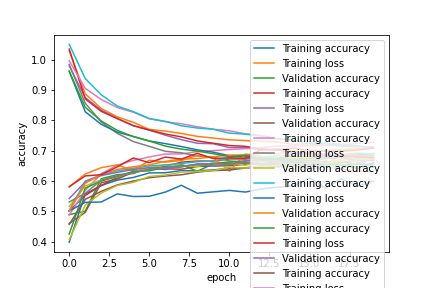 1.0
0.9
0.8
0.7
0.6
0.5
0.4
accuracy
0.0
2.5
5.0
7.5
10.0
epoch
Training accuracy
Training loss
Validation accuracy
Training accuracy
Training loss
Validation accuracy
Training accuracy
Training loss
Validation accuracy
Training accuracy
Training loss
Validation accuracy
Training accuracy
Training loss
Validation accuracy
Training accuracy
Training loss